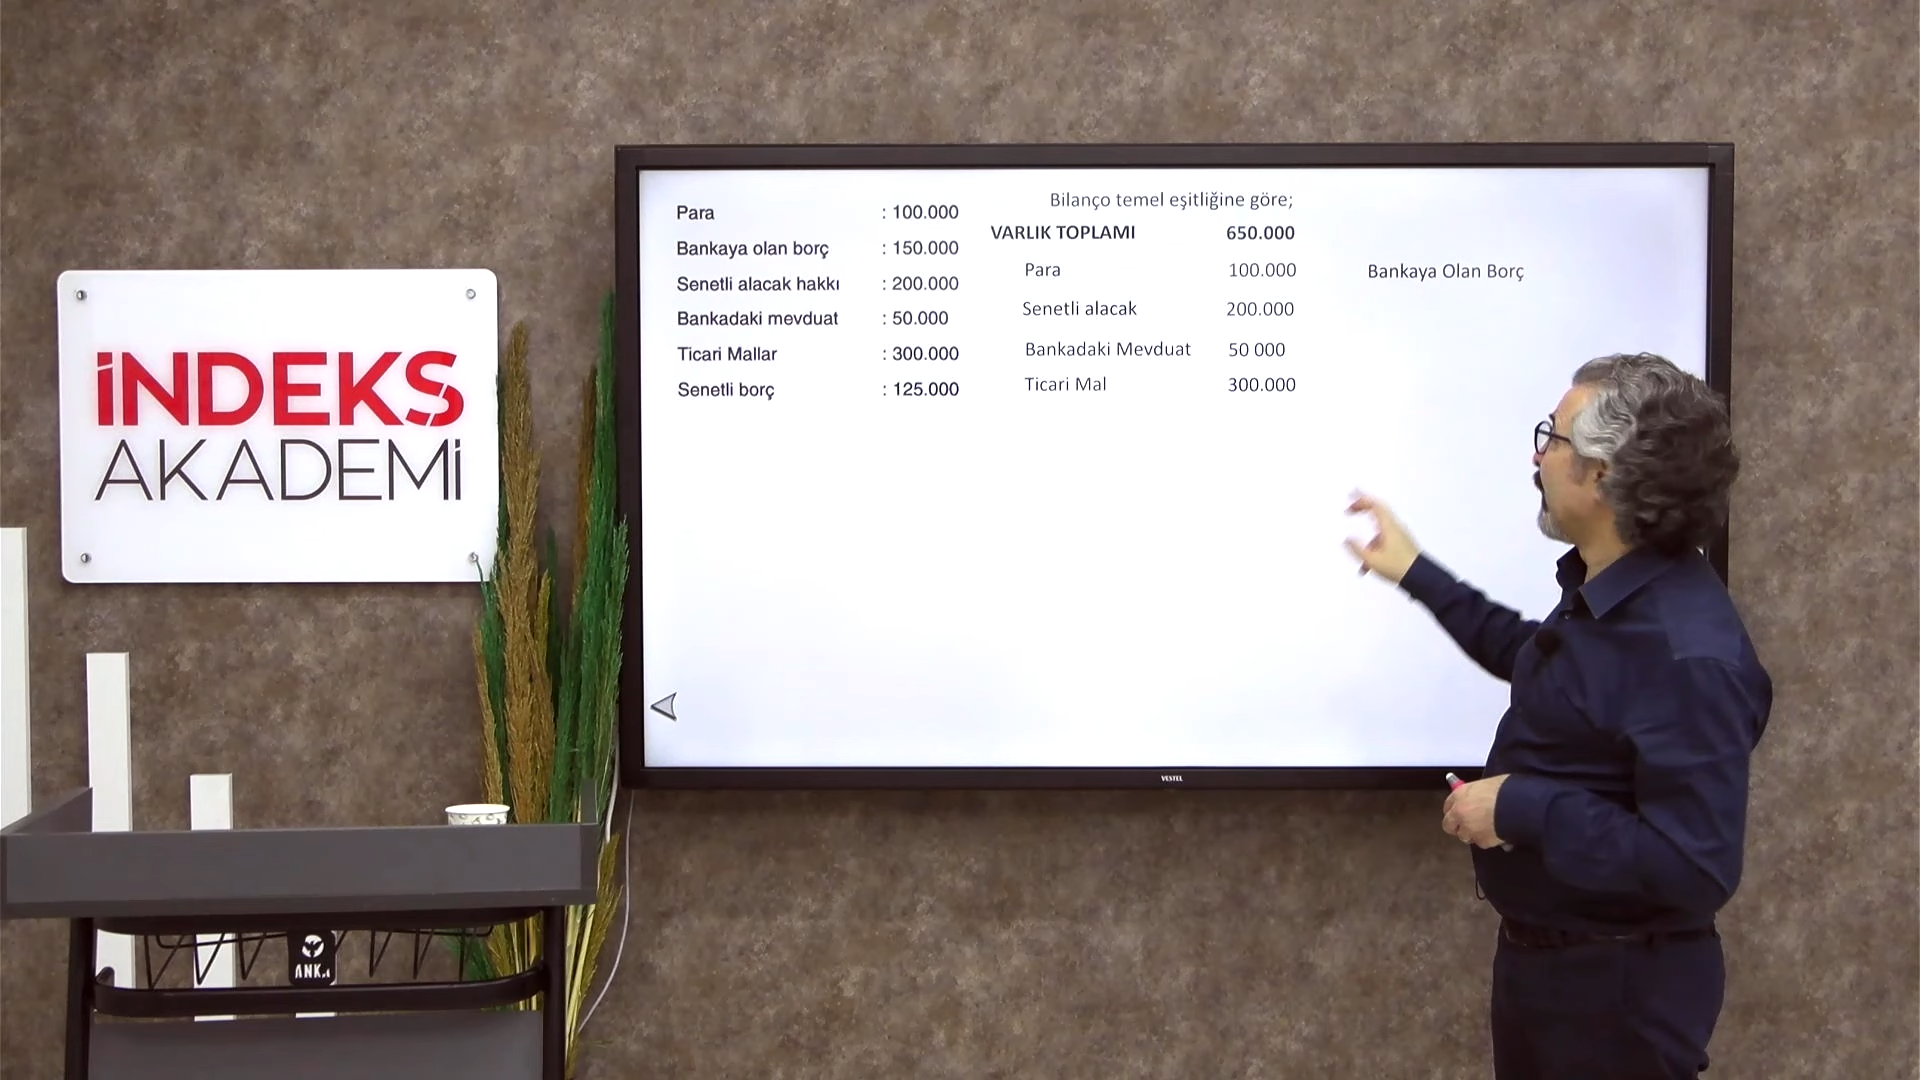 İNDEKS
AKADEMİ
Para : 100.000
Bankaya olan borç : 150.000
Senetli alacak hakkı : 200.000
Bankadaki mevduat : 50.000
Ticari Mallar : 300.000
Senetli borç : 125.000
Bilanço temel eşitliğine göre;
VARLIK TOPLAMI 650.000
Para 100.000
Senetli alacak 200.000
Bankadaki Mevduat 50 000
Ticari Mal 300.000
Bankaya Olan Borç
VESTEL